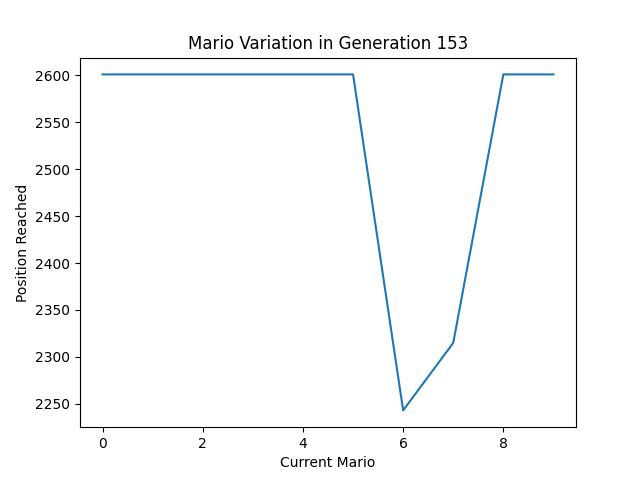 Mario Variation in Generation 153
Position Reached
2600
2550
2500
2450
2400
2350
2300
2250
0 2 4 6 8
Current Mario